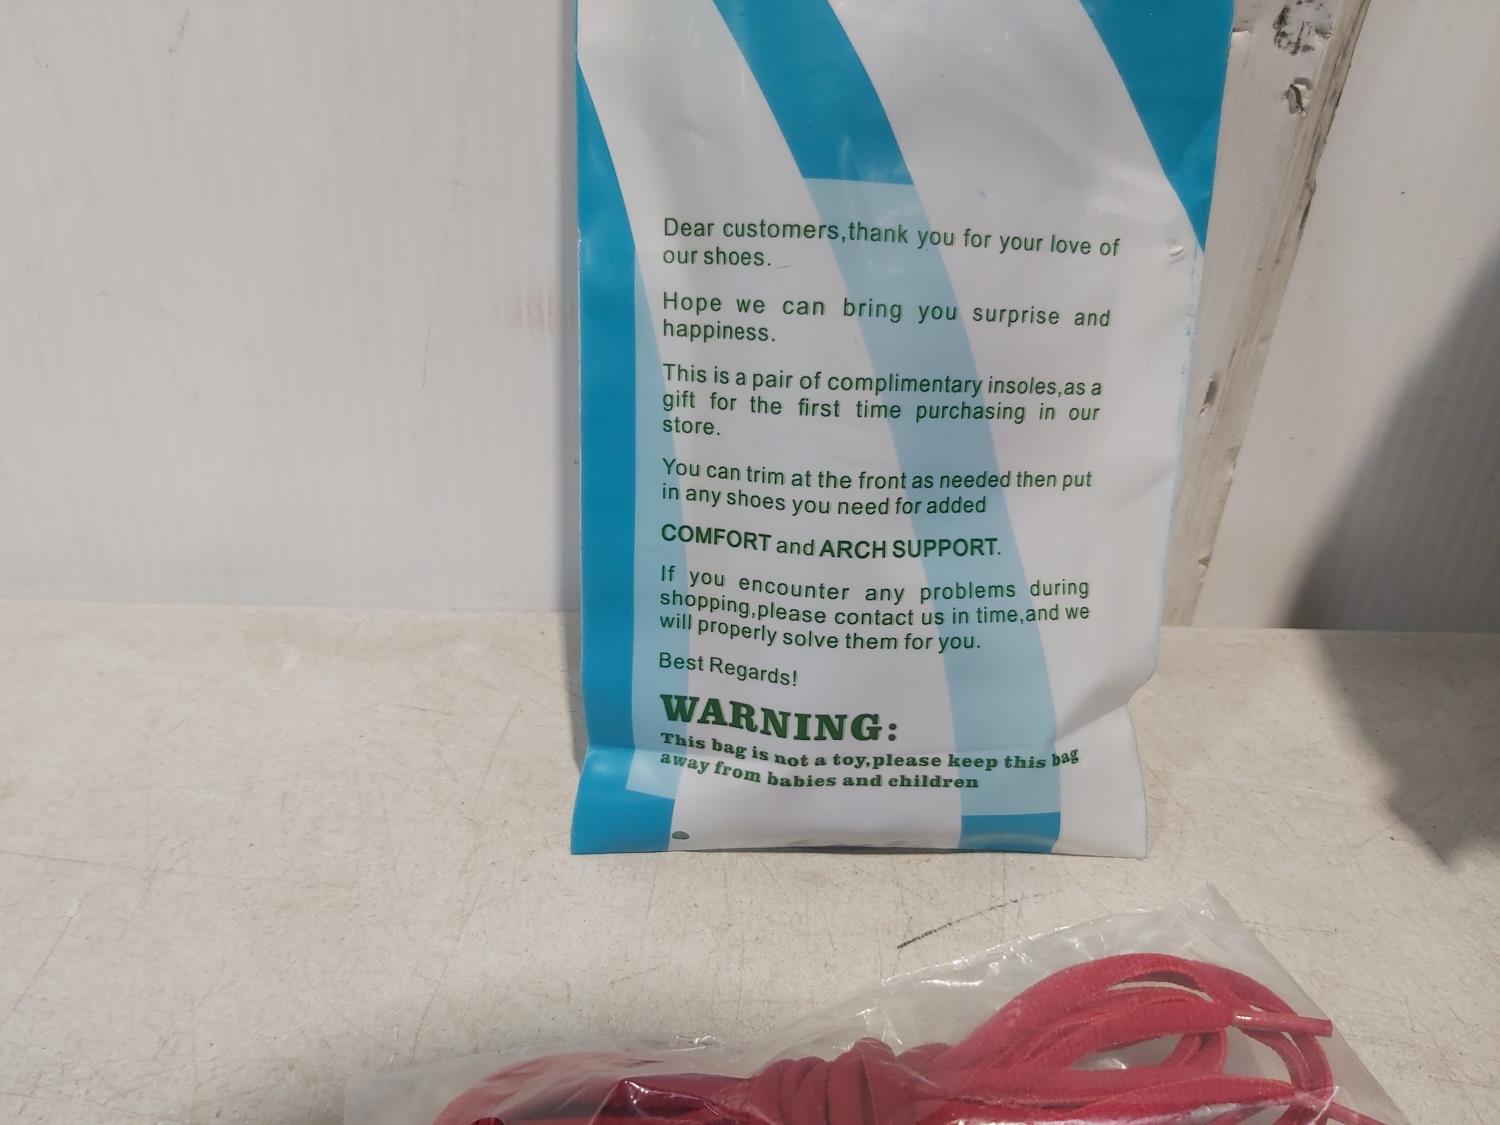 Dear customers,thank you for your love of
our shoes.
Hope we can bring you surprise and
happiness.
This is a pair of complimentary insoles,as a
gift for the first time purchasing in our
store.
You can trim at the front as needed then put
in any shoes you need for added
COMFORT and ARCH SUPPORT.
If you encounter any problems during
shopping,please contact us in time,and we
will properly solve them for you.
Best Regards!
WARNING:
This bag is not a toy,please keep this bag
away from babies and children